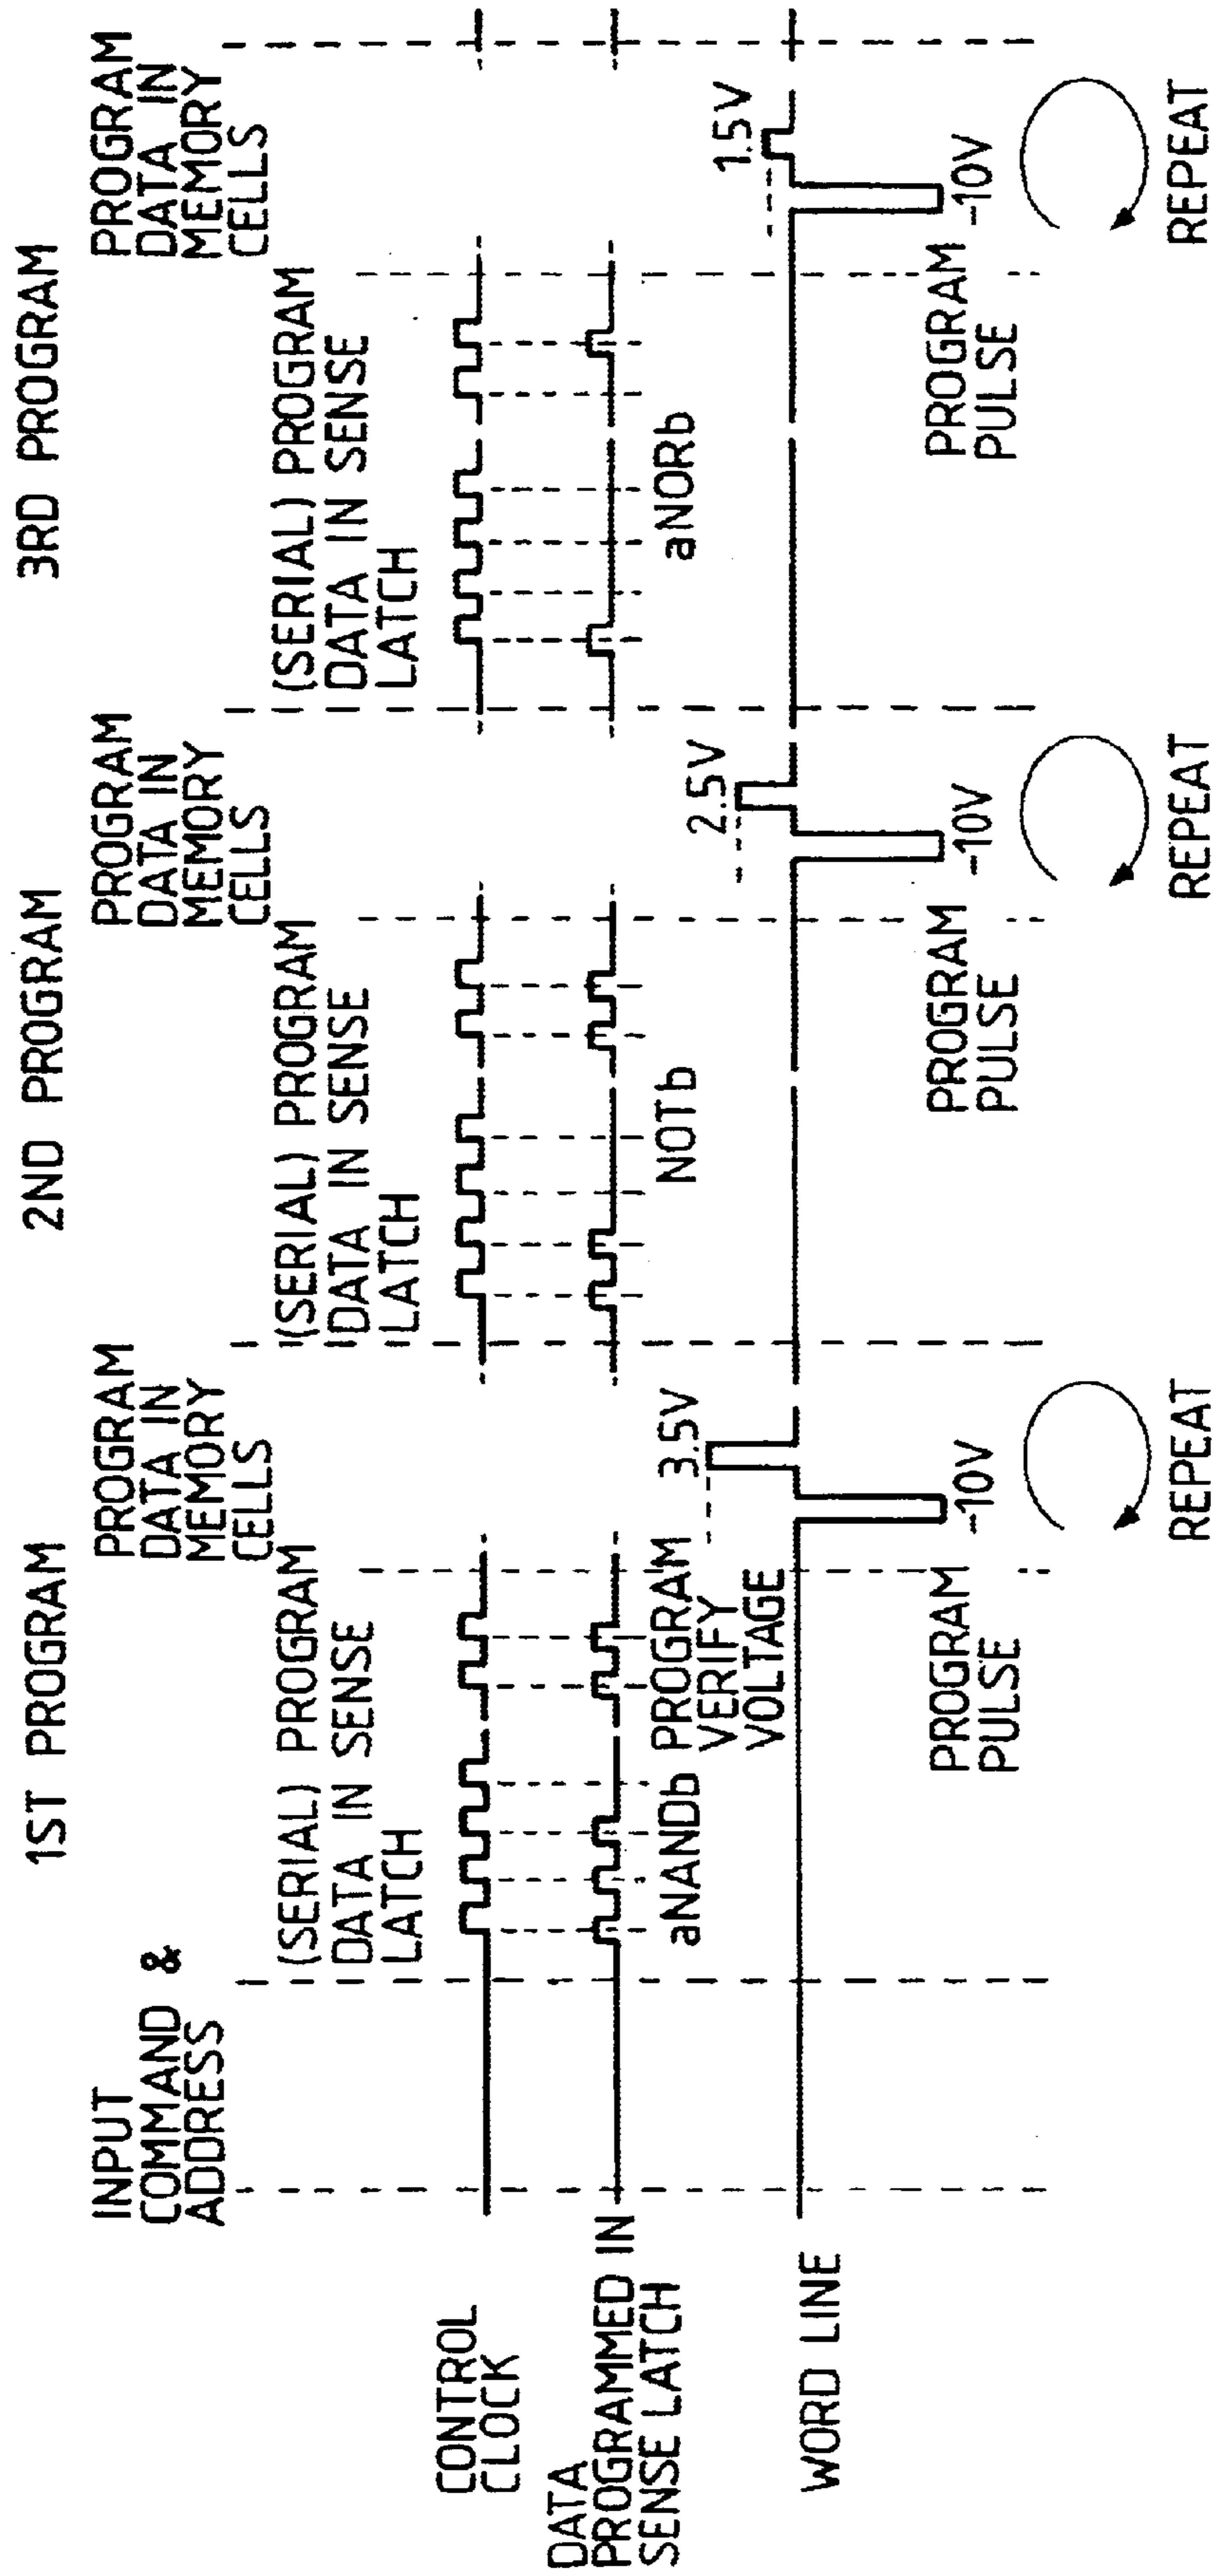 1ST PROGRAM
2ND PROGRAM
3RD PROGRAM
INPUT
COMMAND &
ADDRESS
PROGRAM
DATA IN
MEMORY
CELLS
PROGRAM
DATA IN
MEMORY
CELLS
PROGRAM
DATA IN
MEMORY
CELLS
(SERIAL) PROGRAM
DATA IN SENSE
LATCH
(SERIAL) PROGRAM
DATA IN SENSE
LATCH
(SERIAL) PROGRAM
DATA IN SENSE
LATCH
CONTROL
CLOCK
DATA
PROGRAMMED IN
SENSE LATCH
aNANDb
PROGRAM
VERIFY
VOLTAGE
3.5V
NOTb
2.5V
aNORb
1.5V
WORD LINE
PROGRAM
PULSE
-10V
PROGRAM
PULSE
-10V
PROGRAM
PULSE
-10V
REPEAT
REPEAT
REPEAT